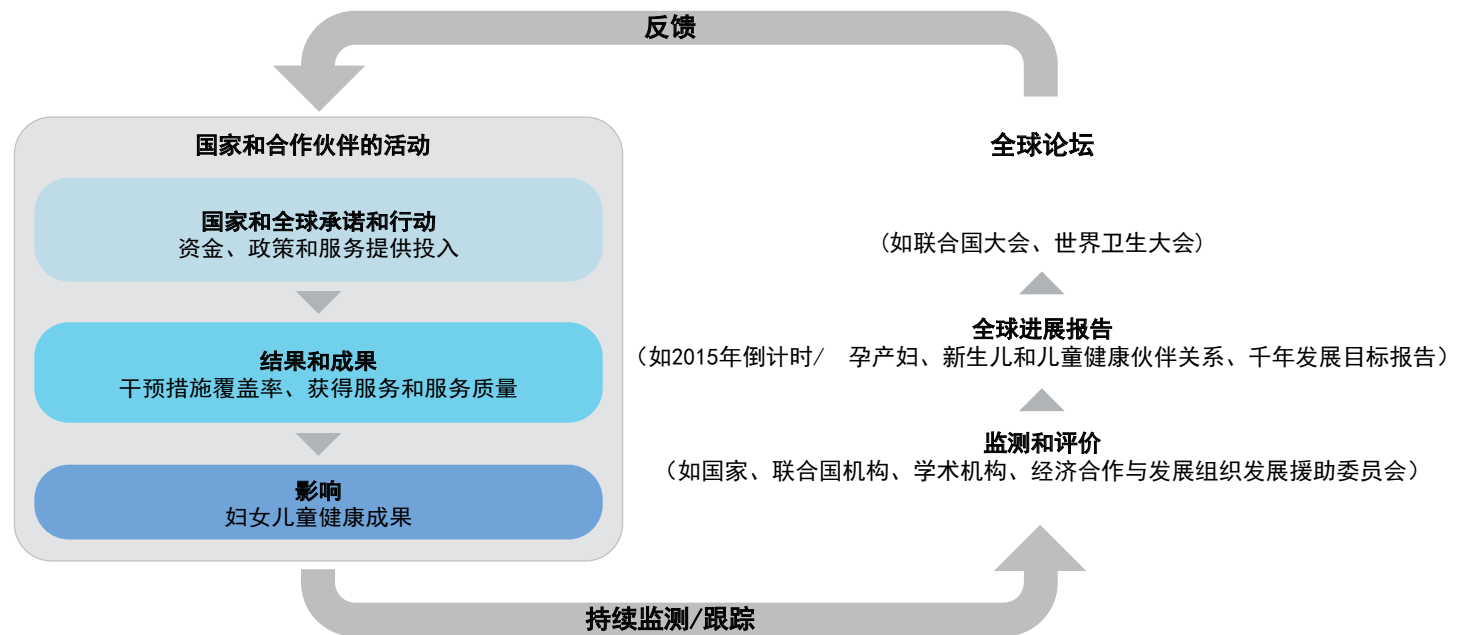 反馈
国家和合作伙伴的活动
国家和全球承诺和行动
资金、政策和服务提供投入
结果和成果
干预措施覆盖率、获得服务和服务质量
影响
妇女儿童健康成果
全球论坛
(如联合国大会、世界卫生大会)
全球进展报告
（如2015年倒计时/ 孕产妇、新生儿和儿童健康伙伴关系、千年发展目标报告）
监测和评价
（如国家、联合国机构、学术机构、经济合作与发展组织发展援助委员会）
持续监测/跟踪